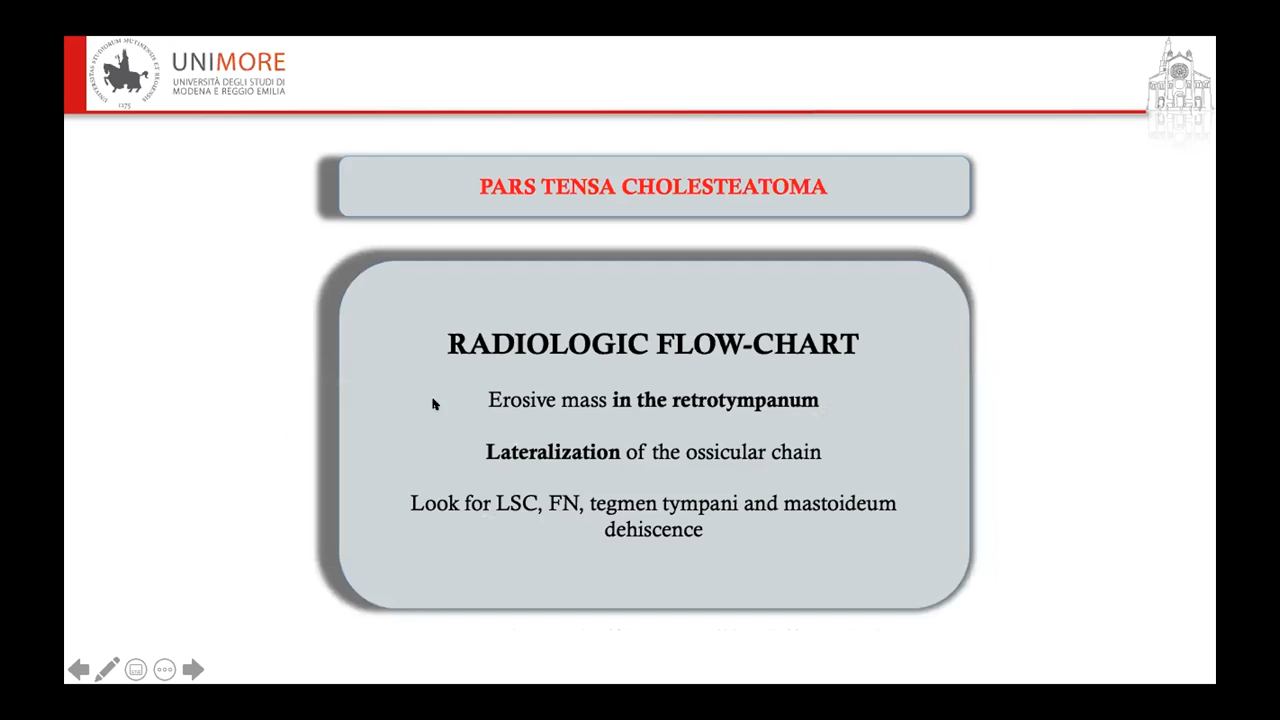 UNIMORE
UNIVERSITÀ DEGLI STUDI DI
MODENA E REGGIO EMILIA
1175
PARS TENSA CHOLESTEATOMA
RADIOLOGIC FLOW-CHART
Erosive mass in the retrotympanum
Lateralization of the ossicular chain
Look for LSC, FN, tegmen tympani and mastoideum
dehiscence